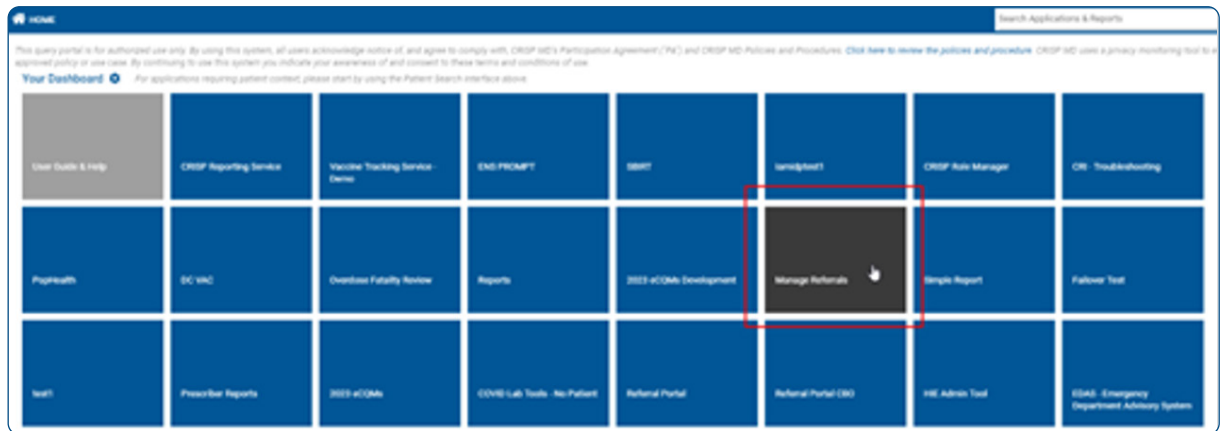 HOME
Search Applications & Reports
This query portal is for authorized use only. By using this system, all users acknowledge notice of, and agree to comply with, CRISP MD's Participation Agreement ("PA") and CRISP MD Policies and Procedures. Click here to review the policies and procedure. CRISP MD uses a privacy monitoring tool to
approved policy or use case. By continuing to use this system you indicate your awareness of and consent to these terms and conditions of use.
Your Dashboard For applications requiring patient context, please start by using the Patient Search interface above.
User Guide & Help
CRISP Reporting Service
Vaccine Tracking Service -
Demo
ENS PROMPT
SBIRT
CRISP Role Manager
CRI - Troubleshooting
PopHealth
DC VAC
Overdose Fatality Review
Reports
2023 eCQMs Development
Manage Referrals
Simple Report
Failover Test
test1
Prescriber Reports
2023 eCQMs
COVID Lab Tools - No Patient
Referral Portal
Referral Portal CBO
HIE Admin Tool
EDAS - Emergency
Department Advisory System